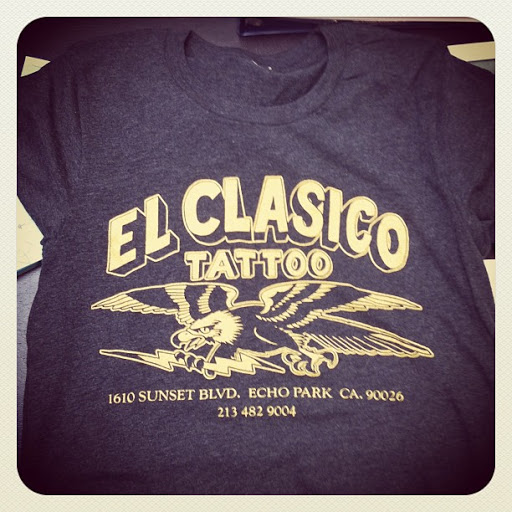 EL CLASICO
TATTOO
1610 SUNSET BLVD. ECHO PARK CA. 90026
213 482 9004